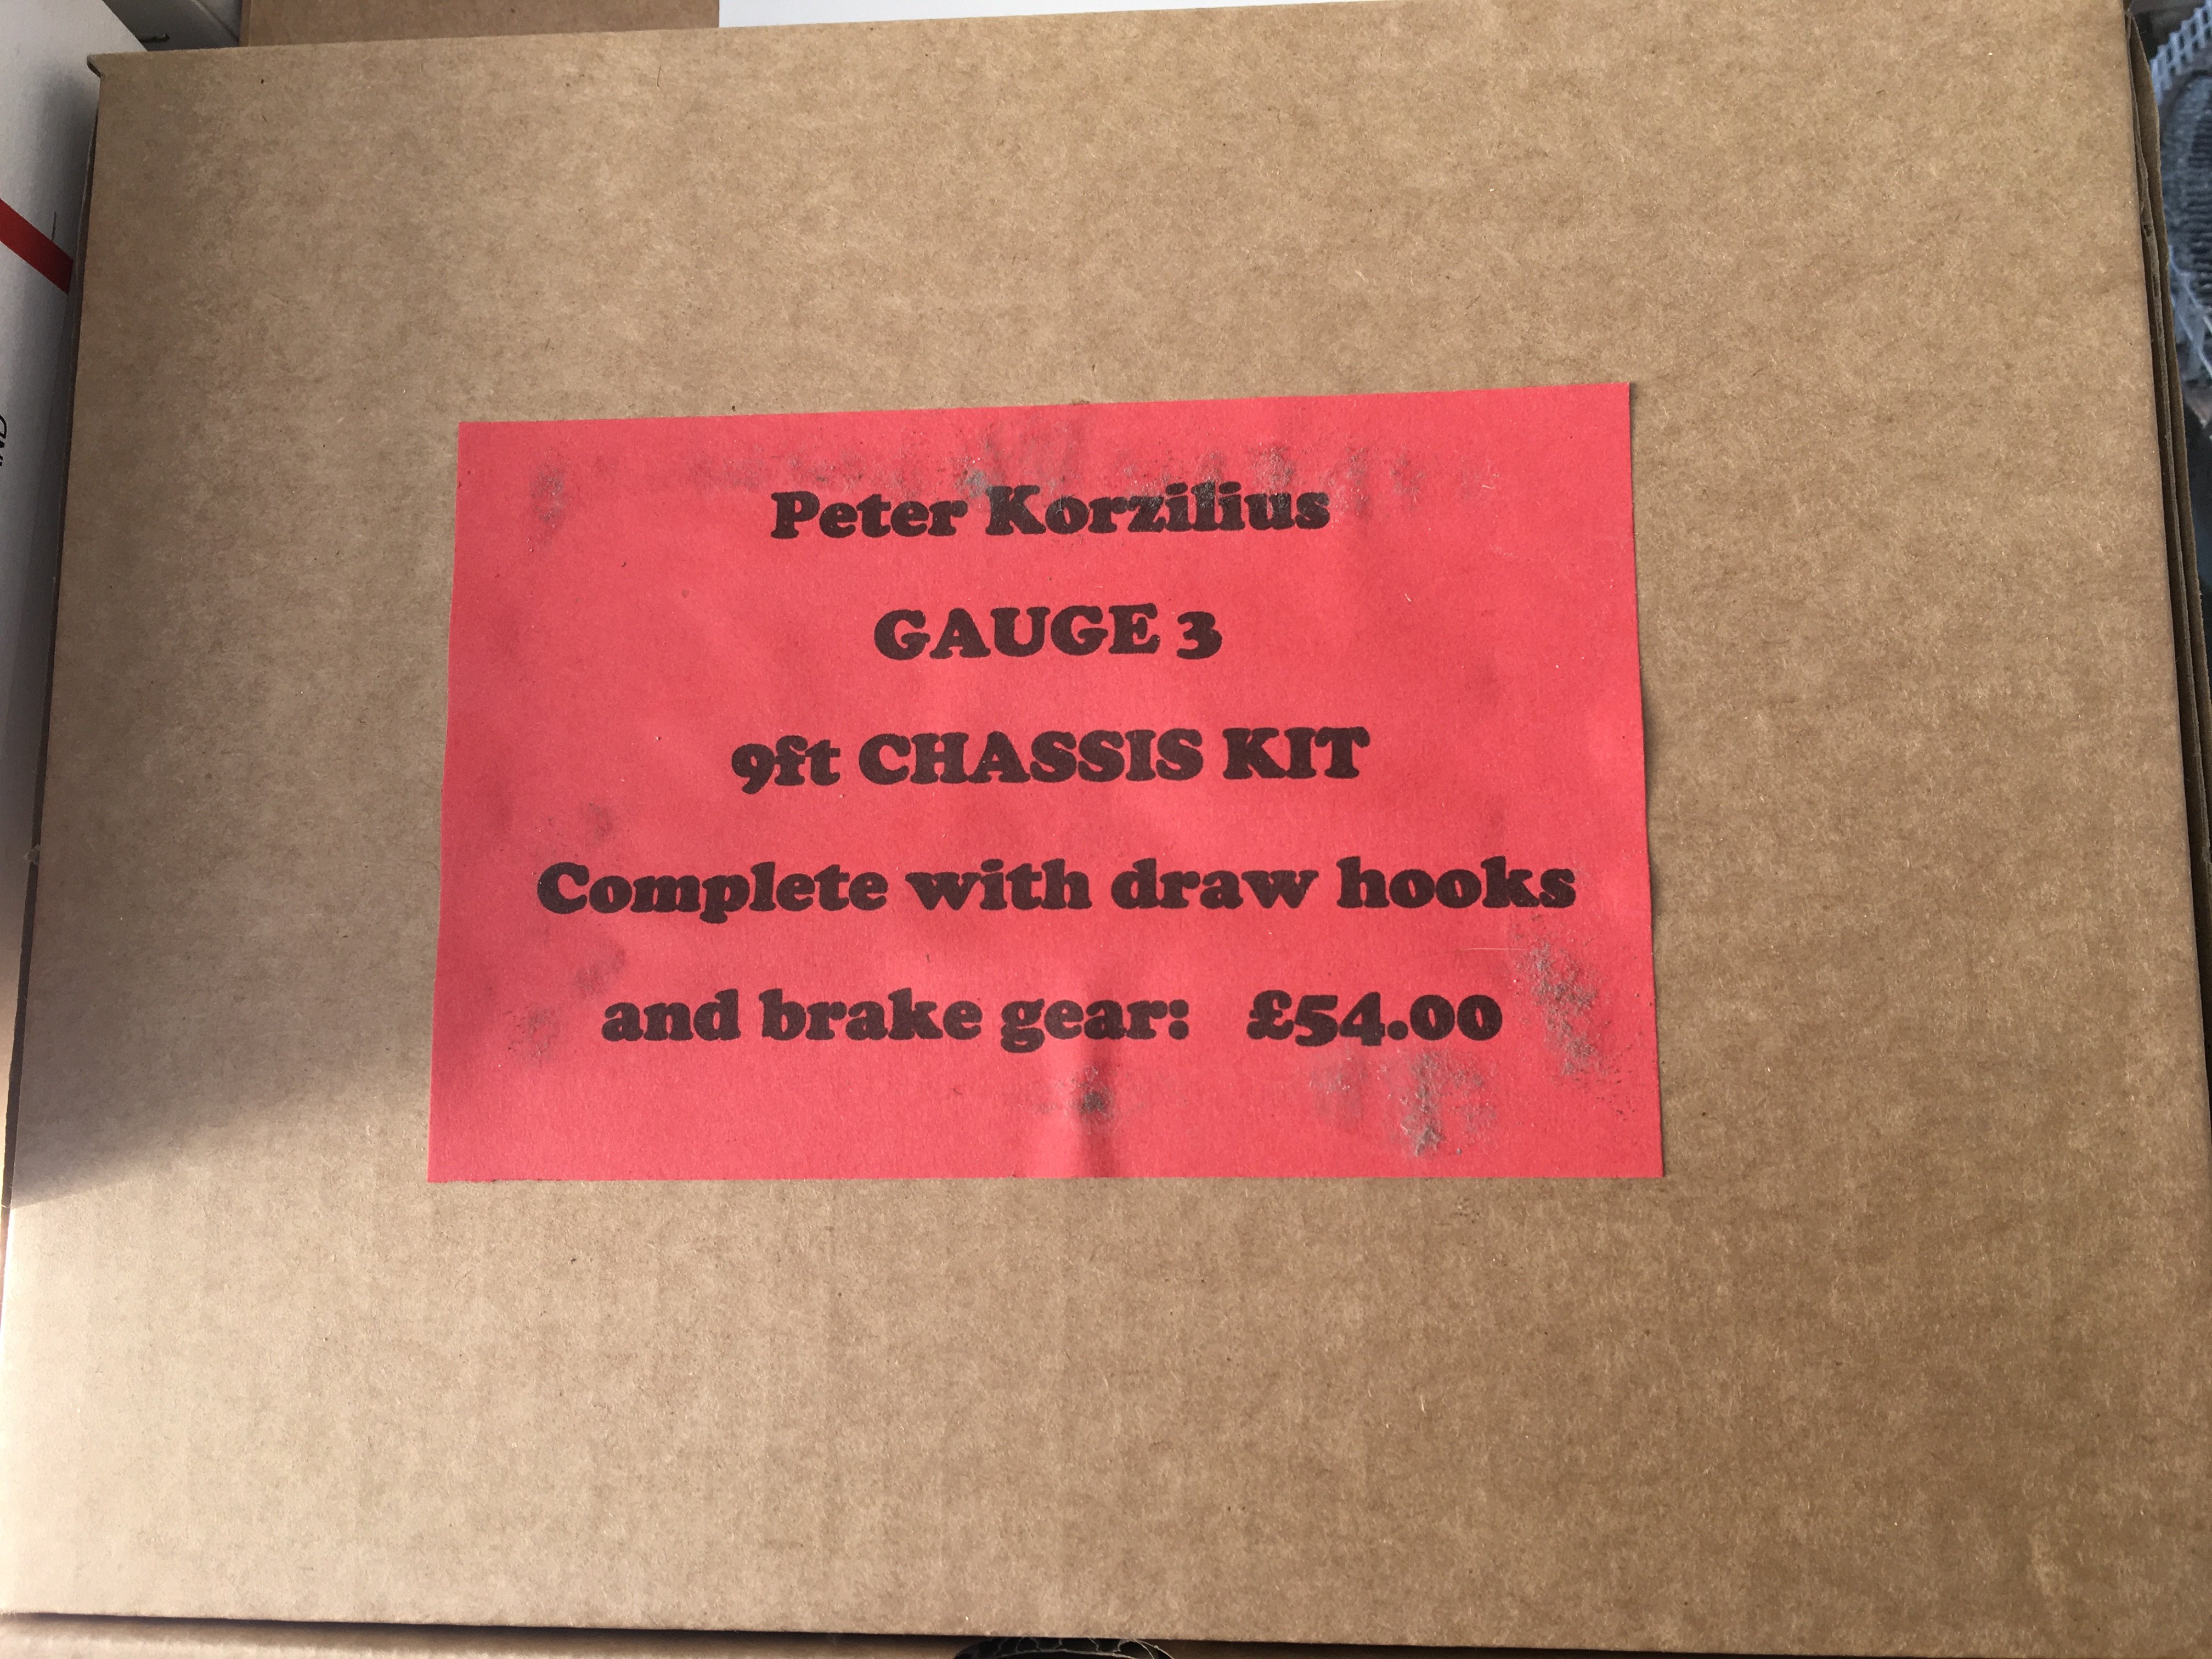 Peter Korzilius
GAUGE 3
9ft CHASSIS KIT
Complete with draw hooks
and brake gear: £54.00